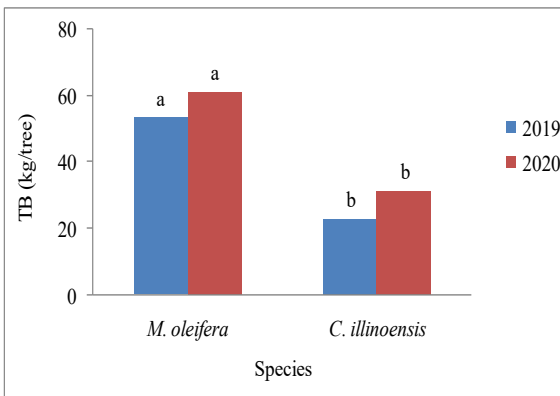 80
60
40
20
0
TB (kg/tree)
a
a
b
b
2019
2020
M. oleifera
C. illinoensis
Species